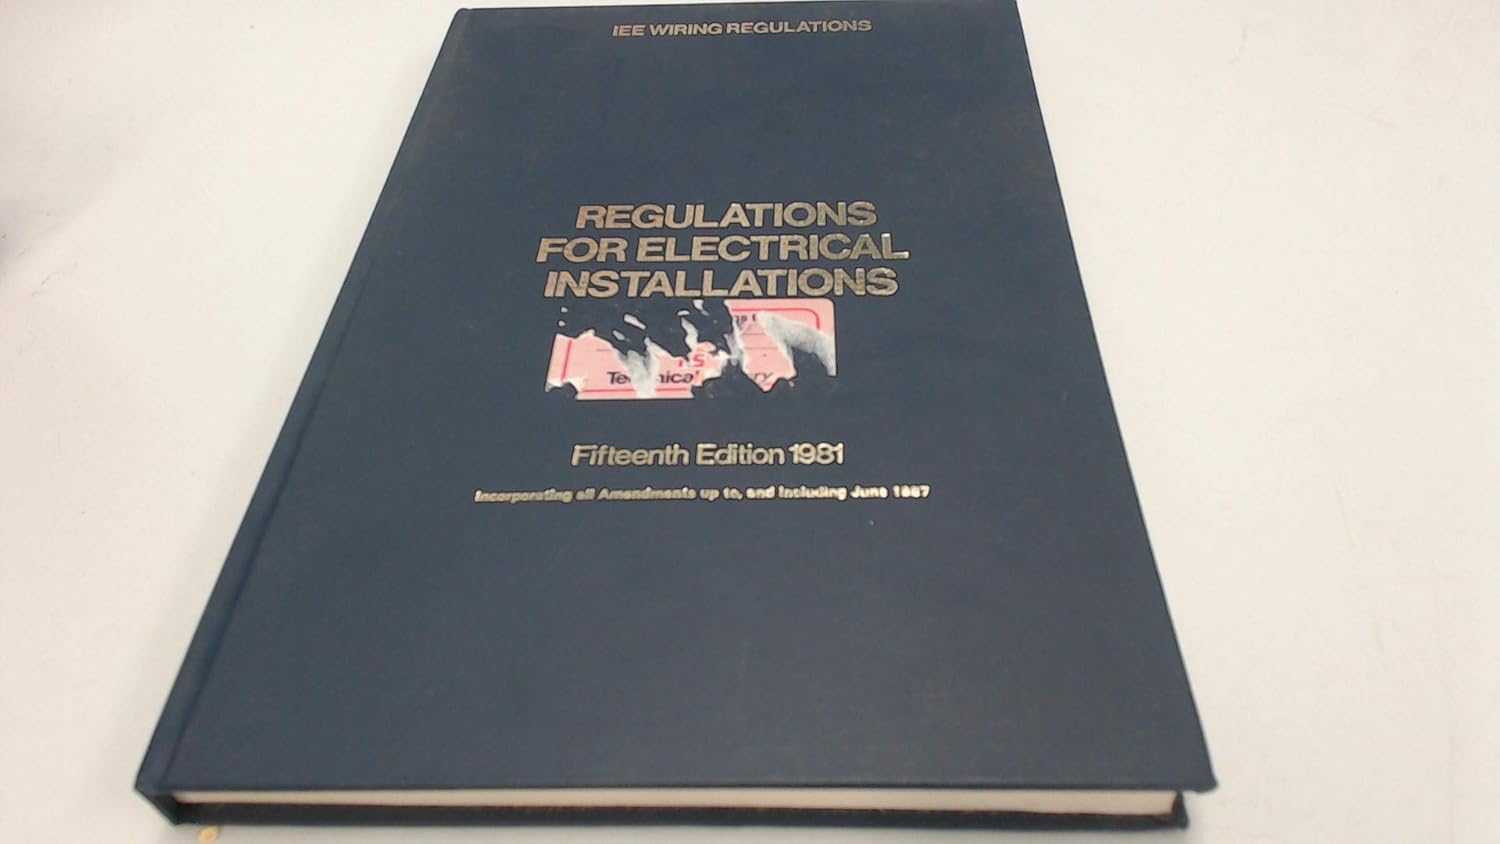 IEE WIRING REGULATIONS
REGULATIONS
FOR ELECTRICAL
INSTALLATIONS
Fifteenth Edition 1981
Incorporating all Amendments up to, and including June 1987